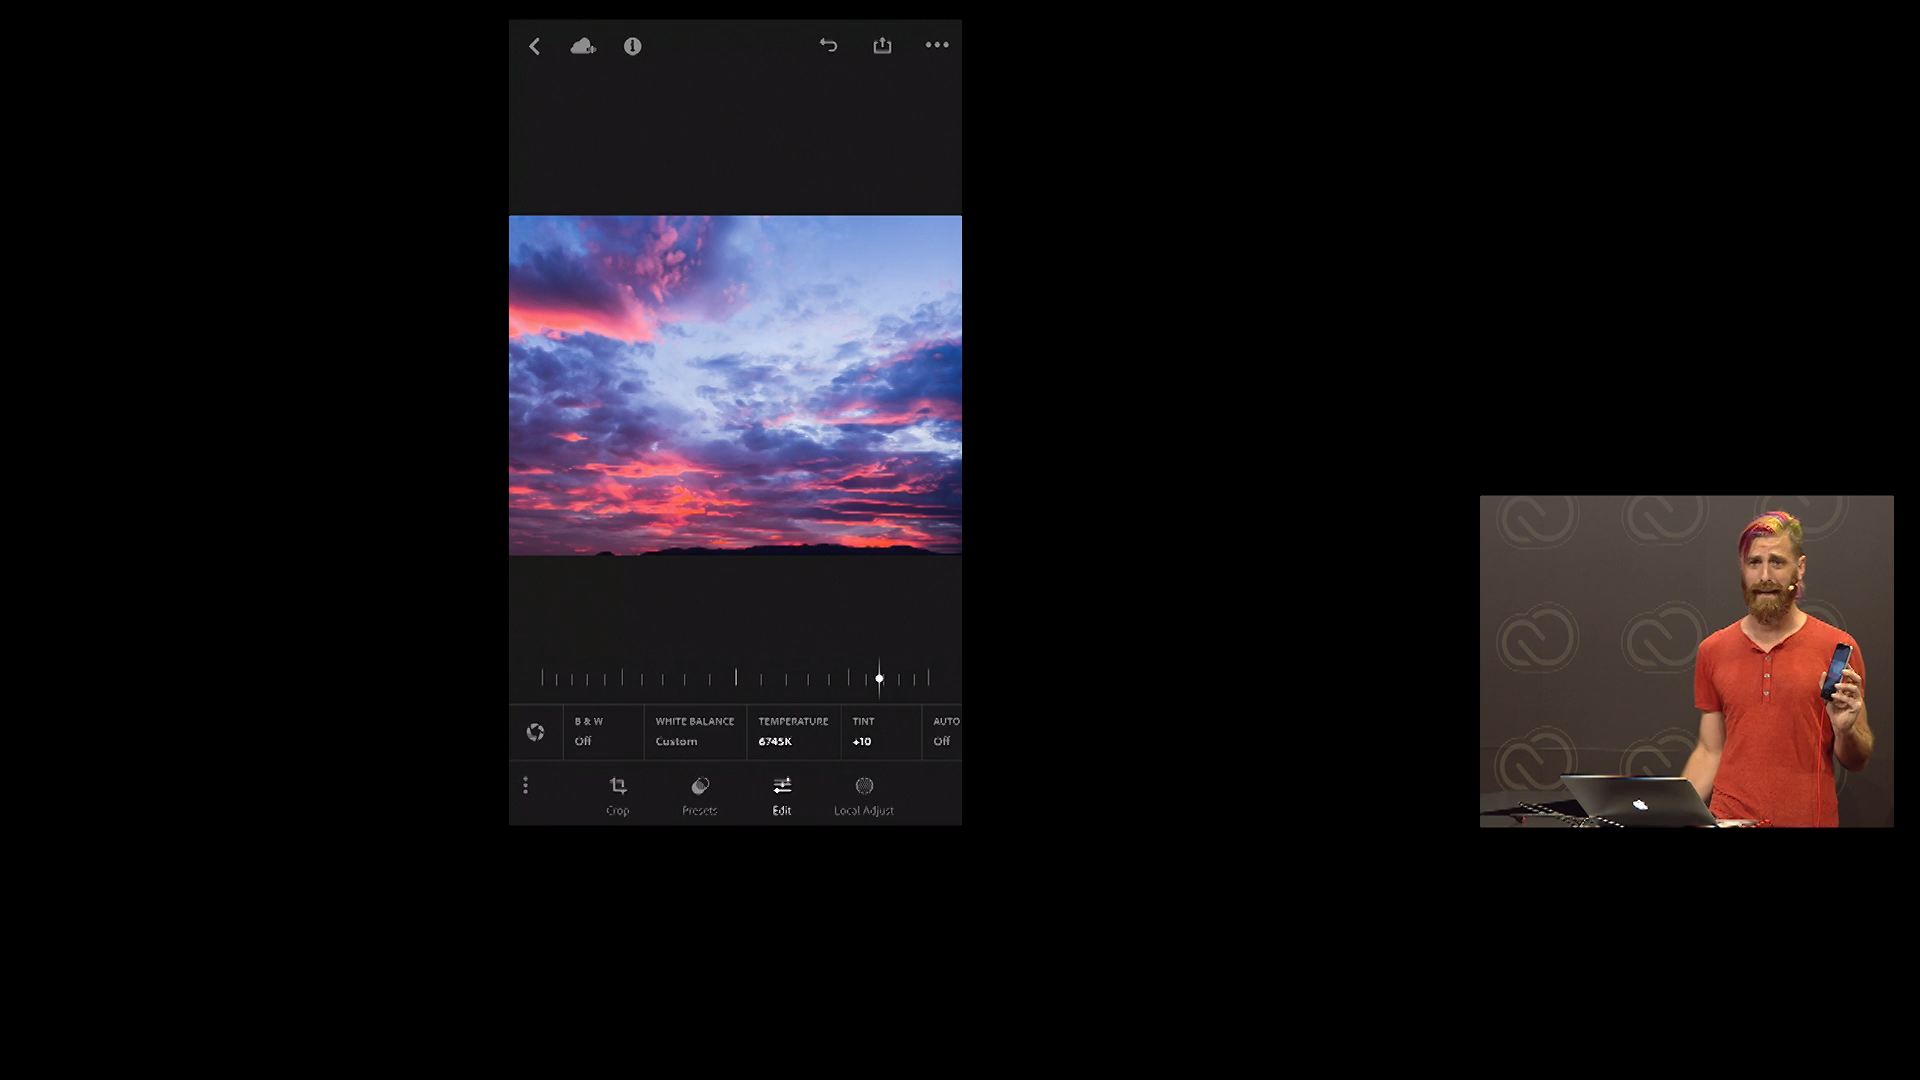 B & W
Off
WHITE BALANCE
Custom
TEMPERATURE
6745K
TINT
+10
AUTO
Off
Crop
Presets
Edit
Local Adjust